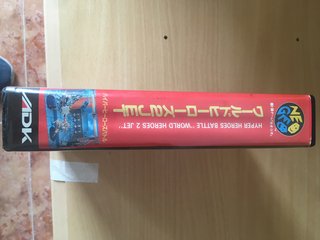 NEO
GEO
HYPER HEROES BATTLE "WORLD HEROES 2 JET"
ワールドヒーローズ2JET
ADK